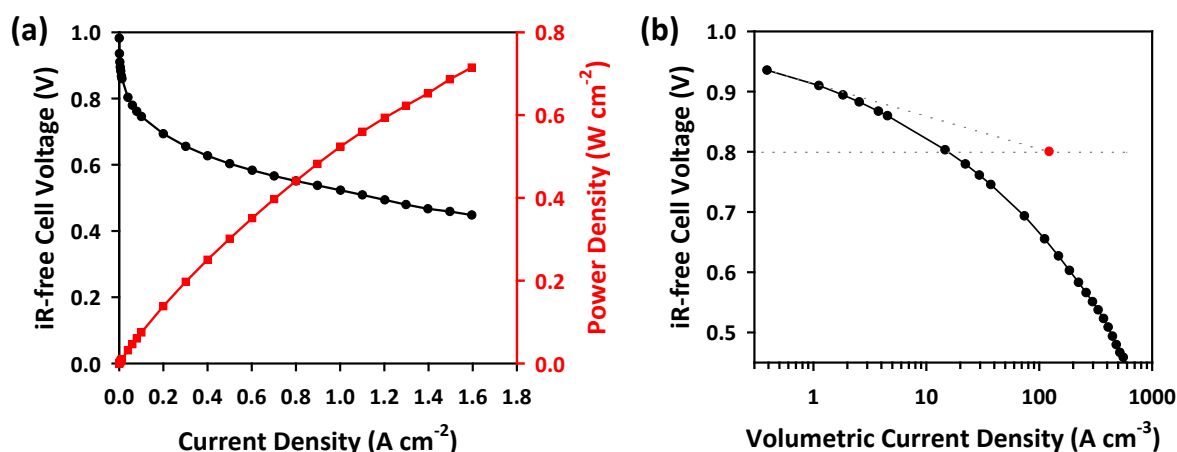 (a)
iR-free Cell Voltage (V)
1.0
0.8
0.6
0.4
0.2
0.0
0.0 0.2 0.4 0.6 0.8 1.0 1.2 1.4 1.6 1.8
Current Density (A cm⁻²)
0.8
0.6
0.4
0.2
0.0
Power Density (W cm⁻²)
(b)
iR-free Cell Voltage (V)
1.0
0.9
0.8
0.7
0.6
0.5
1 10 100 1000
Volumetric Current Density (A cm⁻³)